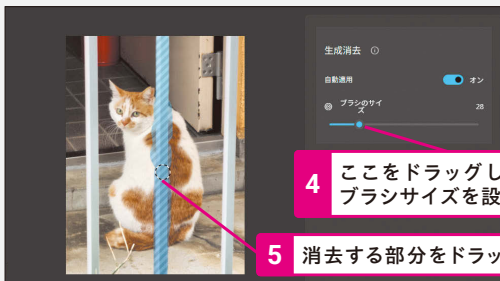 生成消去
自動適用
オン
ブラシのサイ
ズ
28
4
ここをドラッグし
ブラシサイズを設
5
消去する部分をドラッ